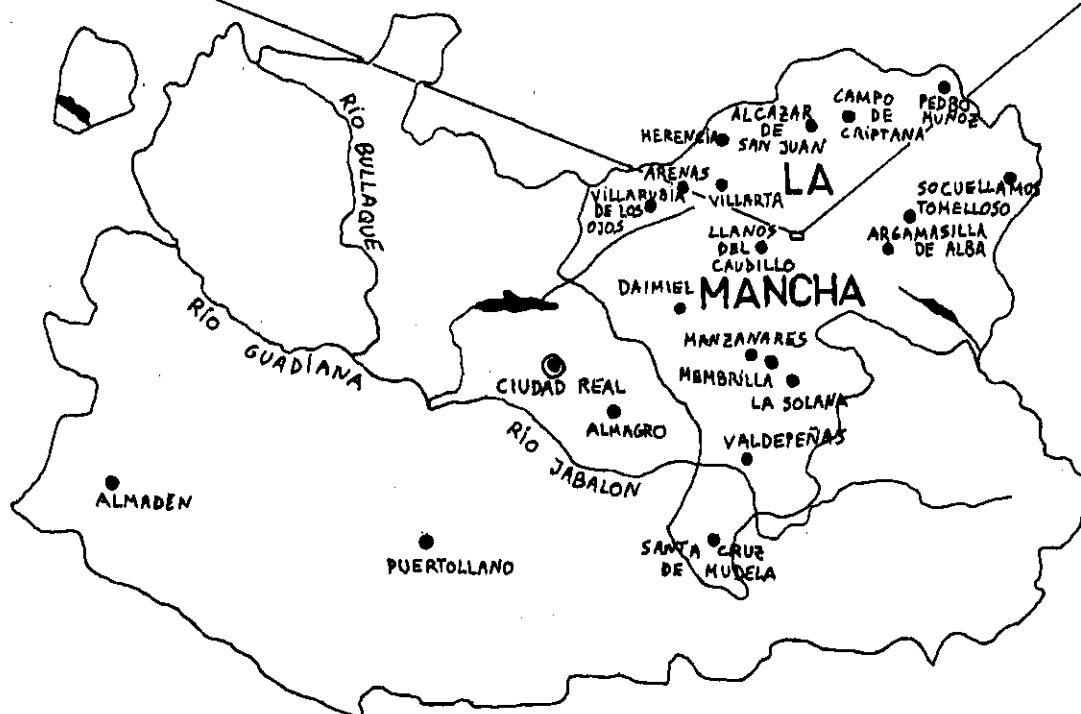 RÍO BULLAQUE
HERENCIA
ALCAZAR
DE
SAN JUAN
CAMPO
DE
CRIPTANA
PEDRO
MUÑOZ
LA
ARENAS
VILLARUBIA
DE LOS
OJOS
VILLARTA
SOCUELLAMOS
TOMELLOSO
ARGAMASILLA
DE ALBA
LLANOS
DEL
CAUDILLO
DAIMIEL
MANCHA
RÍO GUADIANA
MANZANARES
MEMBRILLA
LA SOLANA
CIUDAD REAL
ALMAGRO
RÍO JABALON
VALDEPEÑAS
ALMADEN
PUERTOLLANO
SANTA CRUZ
DE MUDELA